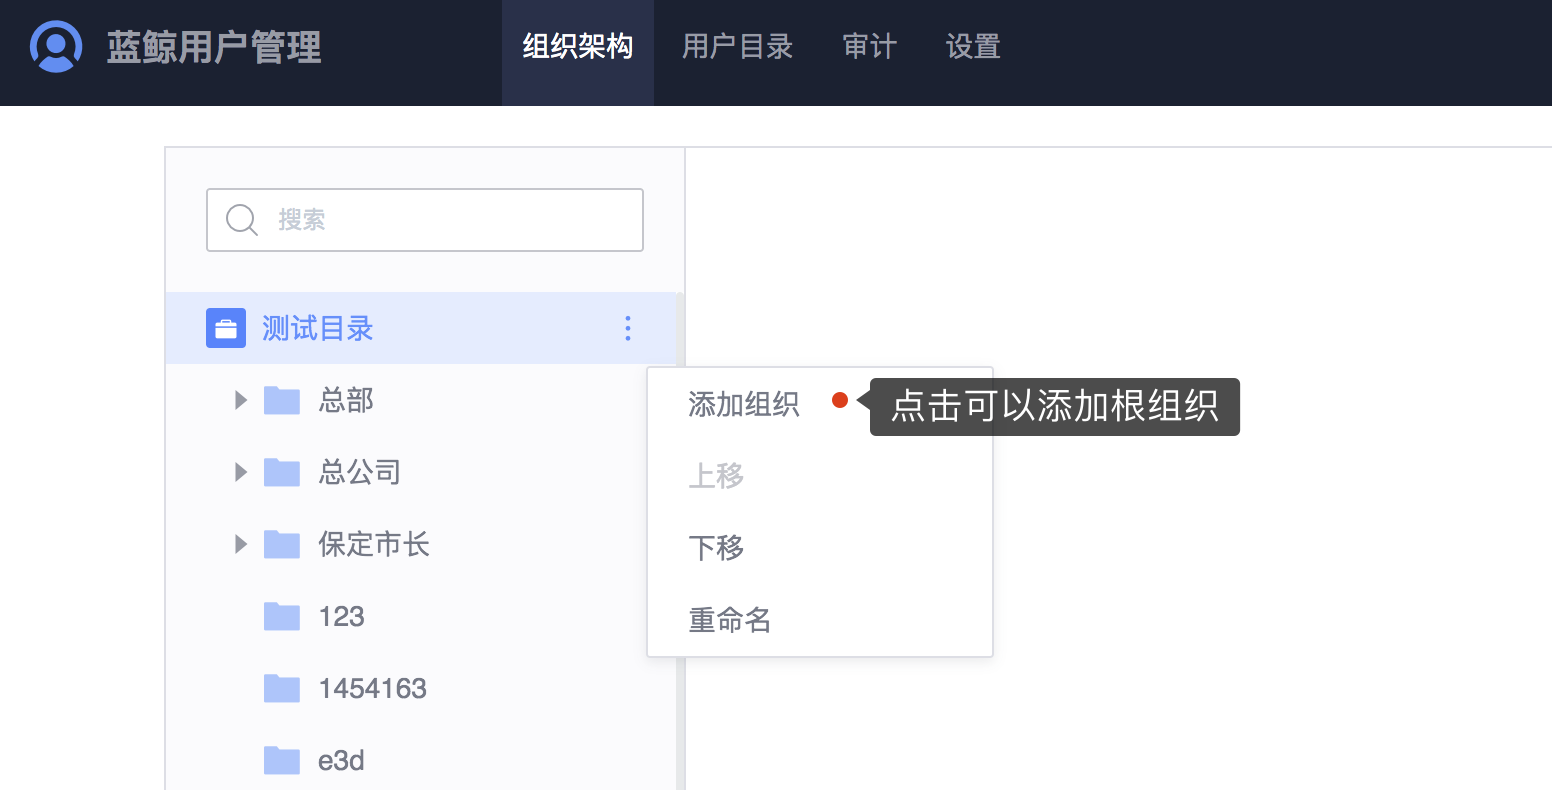 蓝鲸用户管理 组织架构 用户目录 审计 设置
搜索
测试目录
总部
总公司
保定市长
123
1454163
e3d
添加组织
点击可以添加根组织
上移
下移
重命名